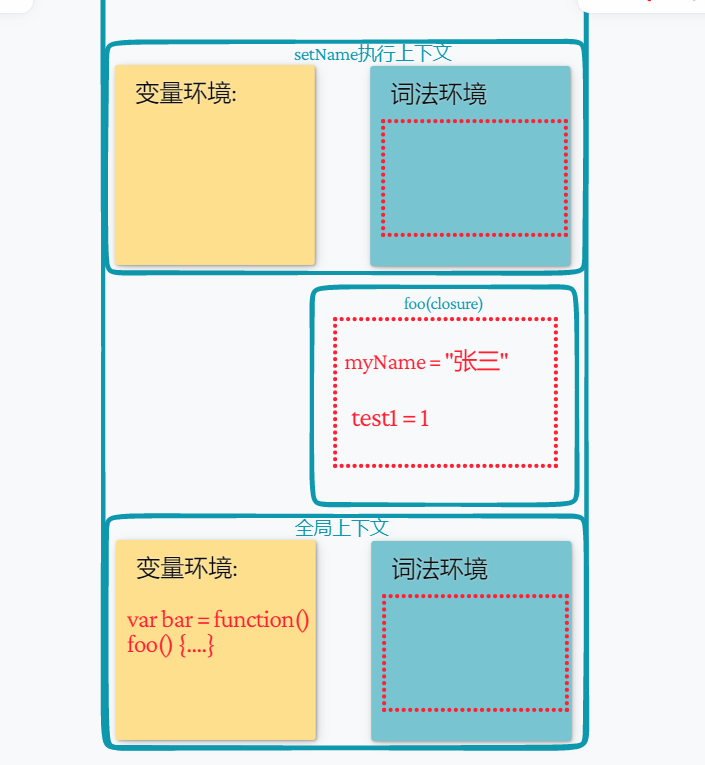 setName执行上下文
变量环境:
词法环境
foo(closure)
myName = "张三"
test1 = 1
全局上下文
变量环境:
词法环境
var bar = function()
foo() {....}